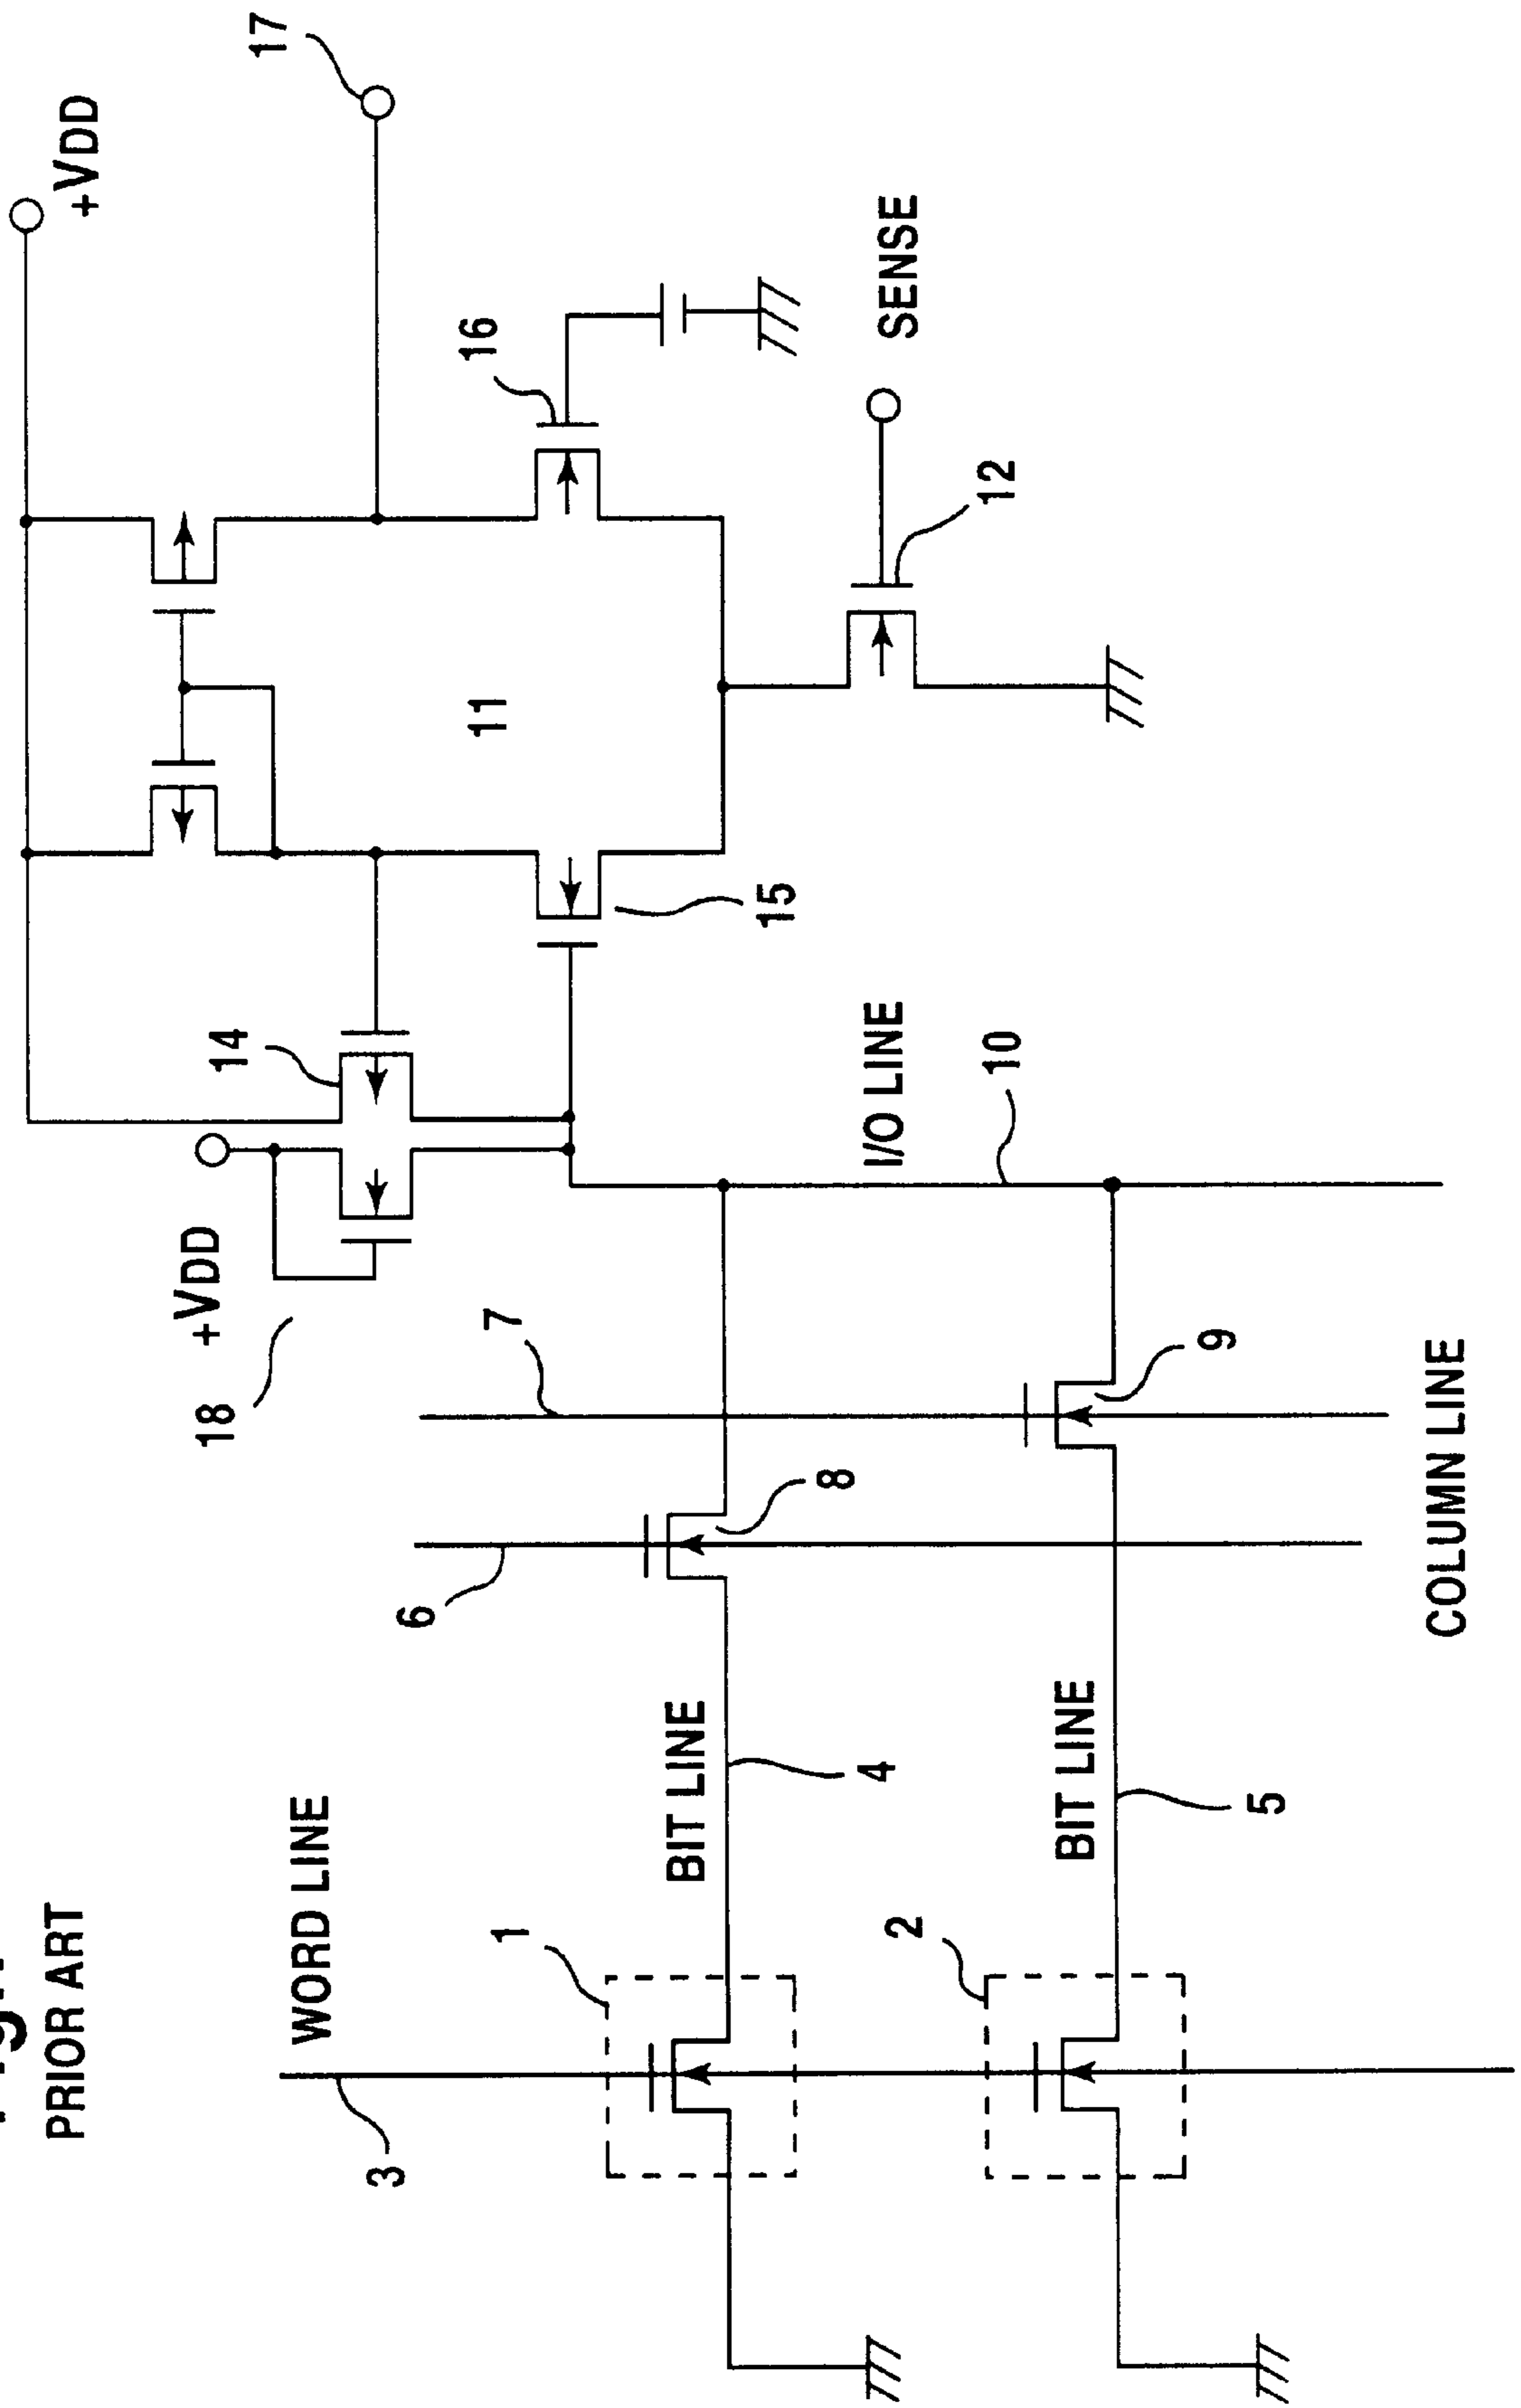 PRIOR ART
+VDD
17
+VDD
18
14
WORD LINE
3
6
7
1
11
16
BIT LINE
15
8
4
2
I/O LINE
SENSE
10
12
BIT LINE
9
5
COLUMN LINE